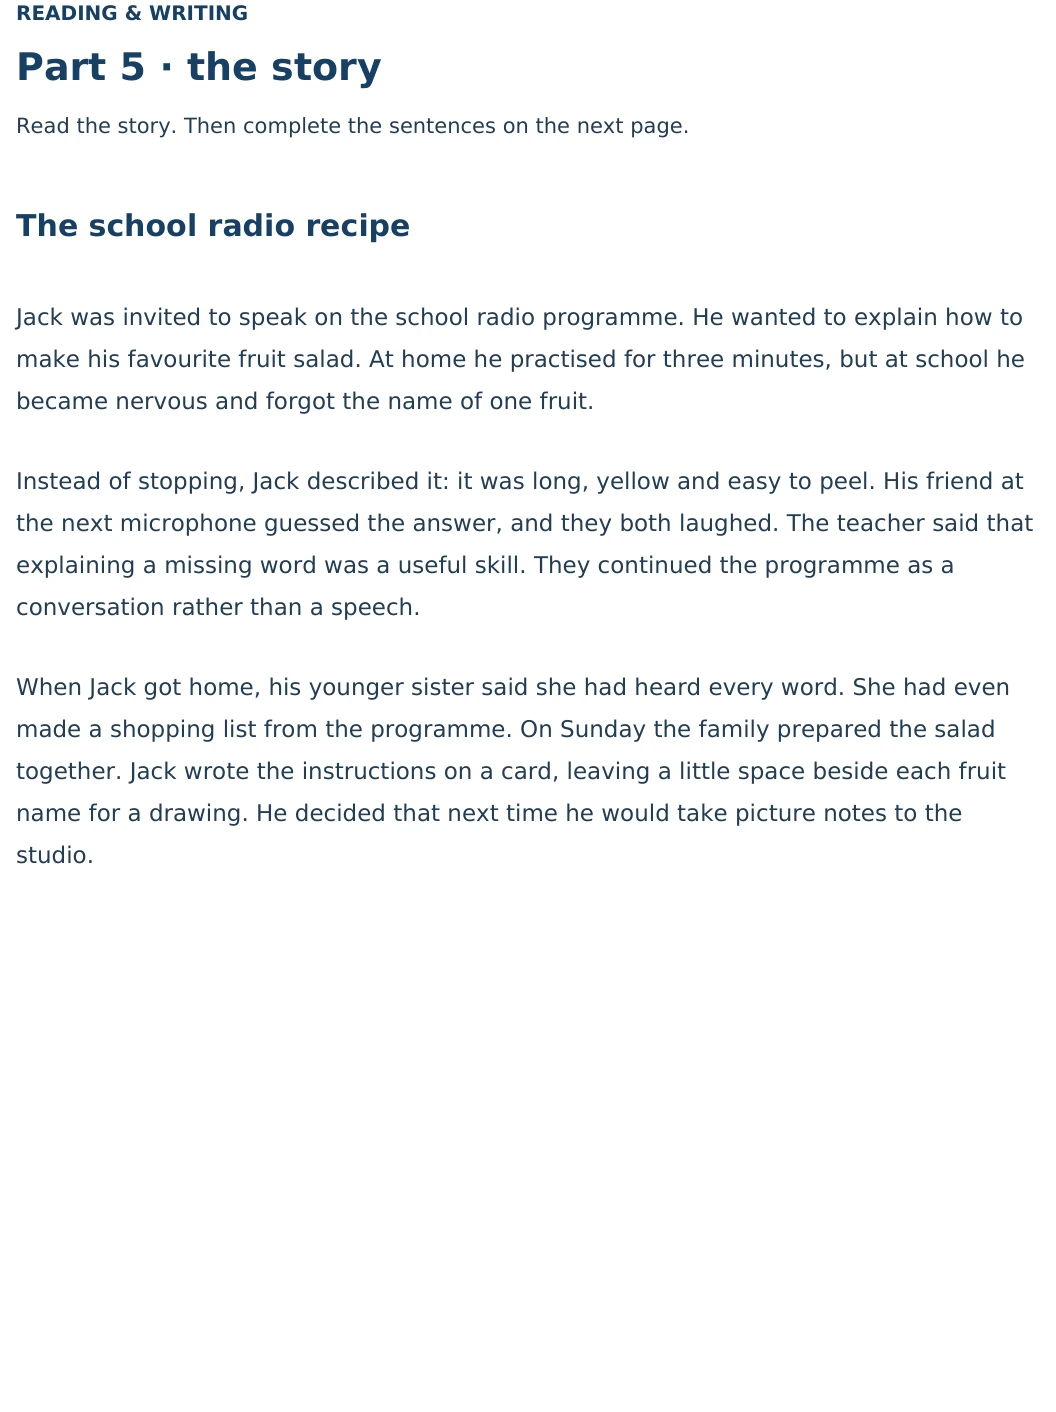 READING & WRITING
Part 5 · the story
Read the story. Then complete the sentences on the next page.
The school radio recipe
Jack was invited to speak on the school radio programme. He wanted to explain how to
make his favourite fruit salad. At home he practised for three minutes, but at school he
became nervous and forgot the name of one fruit.
Instead of stopping, Jack described it: it was long, yellow and easy to peel. His friend at
the next microphone guessed the answer, and they both laughed. The teacher said that
explaining a missing word was a useful skill. They continued the programme as a
conversation rather than a speech.
When Jack got home, his younger sister said she had heard every word. She had even
made a shopping list from the programme. On Sunday the family prepared the salad
together. Jack wrote the instructions on a card, leaving a little space beside each fruit
name for a drawing. He decided that next time he would take picture notes to the
studio.